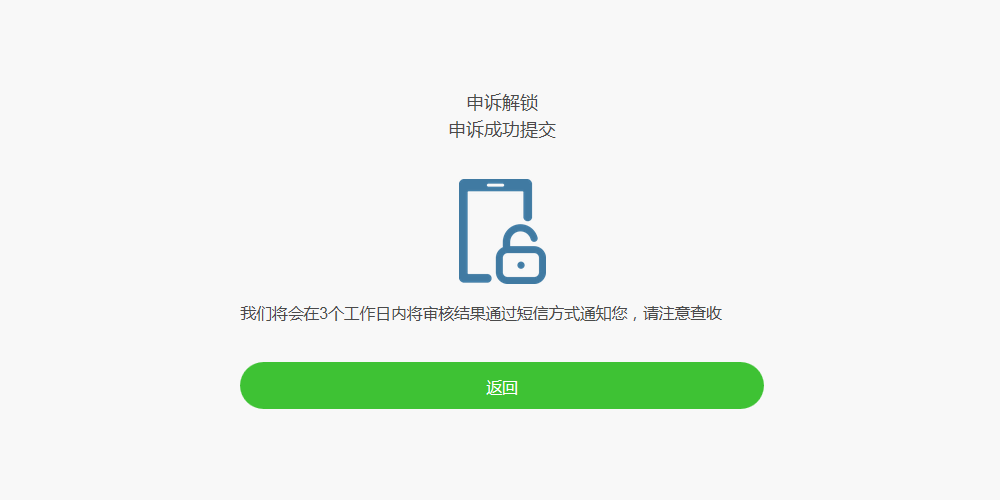 申诉解锁
申诉成功提交
我们将会在3个工作日内将审核结果通过短信方式通知您，请注意查收
返回